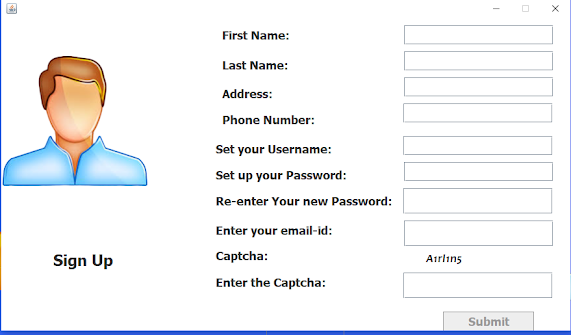 First Name:
Last Name:
Address:
Phone Number:
Set your Username:
Set up your Password:
Re-enter Your new Password:
Enter your email-id:
Sign Up
Captcha: A1rl1n5
Enter the Captcha:
Submit